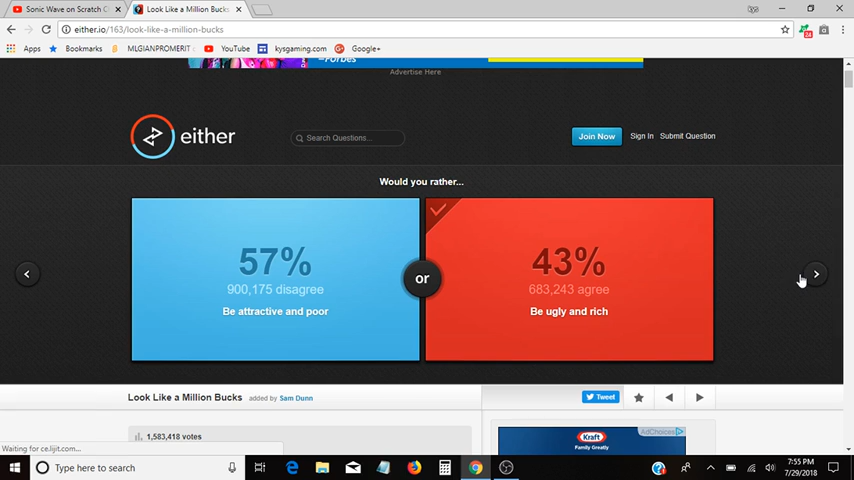 Sonic Wave on Scratch C
Look Like a Million Bucks
either.io/163/look-like-a-million-bucks
24
Apps Bookmarks MLGIANPROMERIT YouTube kysgaming.com Google+
–Forbes
Advertise Here
either
Search Questions...
Join Now Sign In Submit Question
Would you rather...
57%
900,175 disagree
Be attractive and poor
or
43%
683,243 agree
Be ugly and rich
Look Like a Million Bucks added by Sam Dunn
Tweet
1,583,418 votes
AdChoices
Kraft
Family Greatly
Waiting for ce.lijit.com...
Type here to search
7:55 PM
7/29/2018